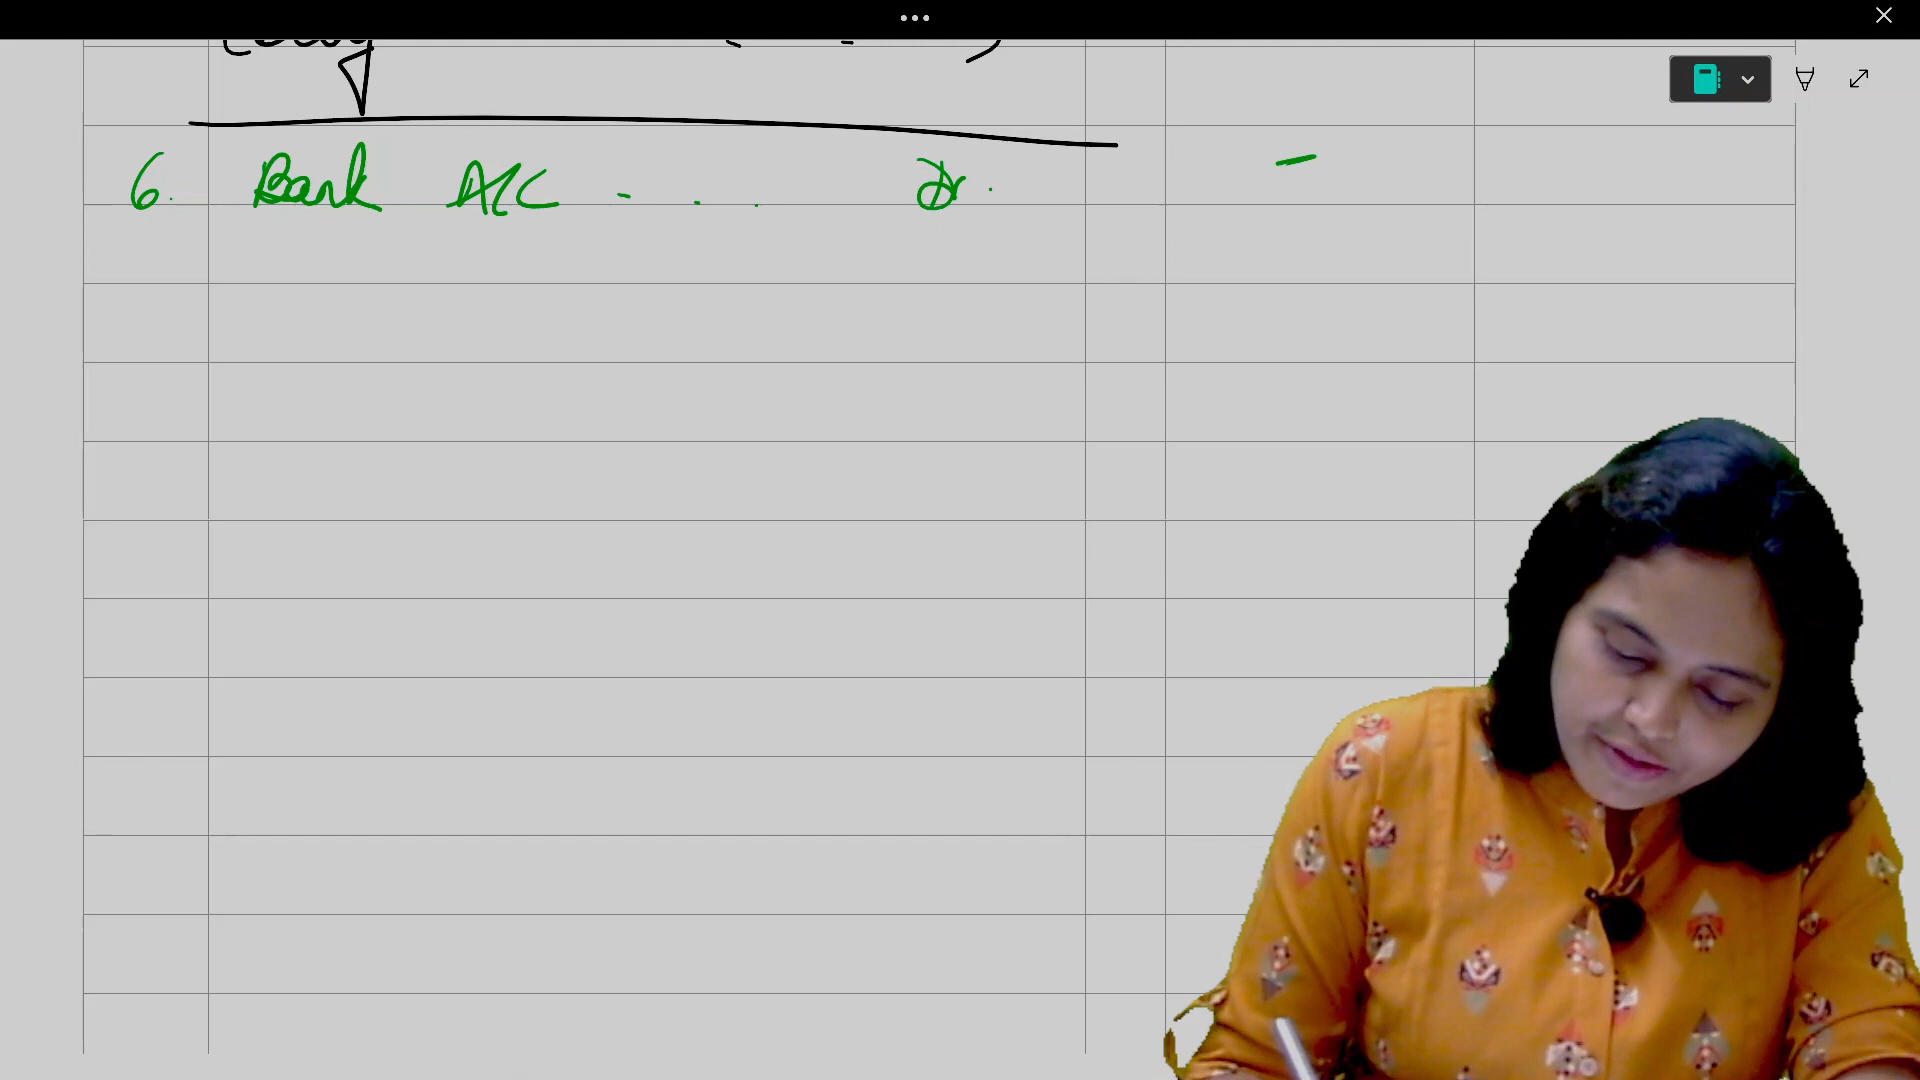 6. Bank A/C - . . . Dr. -